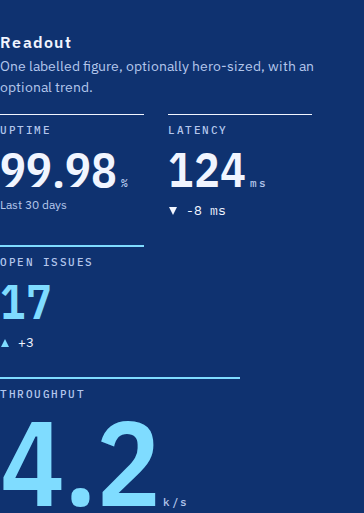 Readout
One labelled figure, optionally hero-sized, with an
optional trend.
UPTIME
99.98 %
Last 30 days
LATENCY
124 ms
▼ -8 ms
OPEN ISSUES
17
▲ +3
THROUGHPUT
4.2 k/s